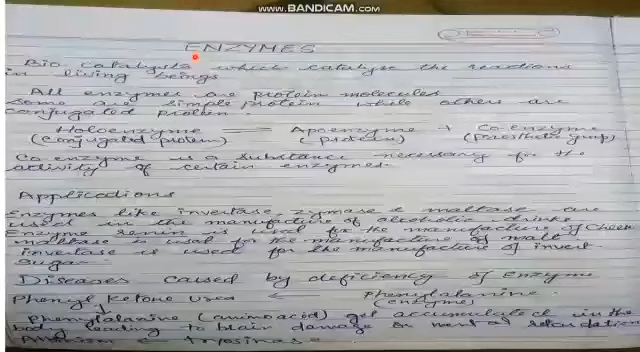 www.BANDICAM.com
ENZYMES
Bio catalysts which catalyse the reactions
in living beings
All enzymes are protein molecules
some are simple protein while others are
conjugated protein.
Holoenzyme = Apoenzyme + Co-enzyme
(Conjugated protein) (protein) (Prosthetic group)
Co enzyme is a substance necessary for the
activity of certain enzymes.
Applications
Enzymes like invertase zymase & maltase are
used in the manufacture of alcoholic drinks
Enzyme renin is used for the manufacture of Cheese
maltase is used for the manufacture of malt
invertase is used for the manufacture of invert
sugar
Diseases caused by deficiency of enzyme
Phenyl Ketone ← Phenylalanine
(enzyme)
Phenylalanine (aminoacid) get accumulated in the
body leading to brain damage or mental retardation